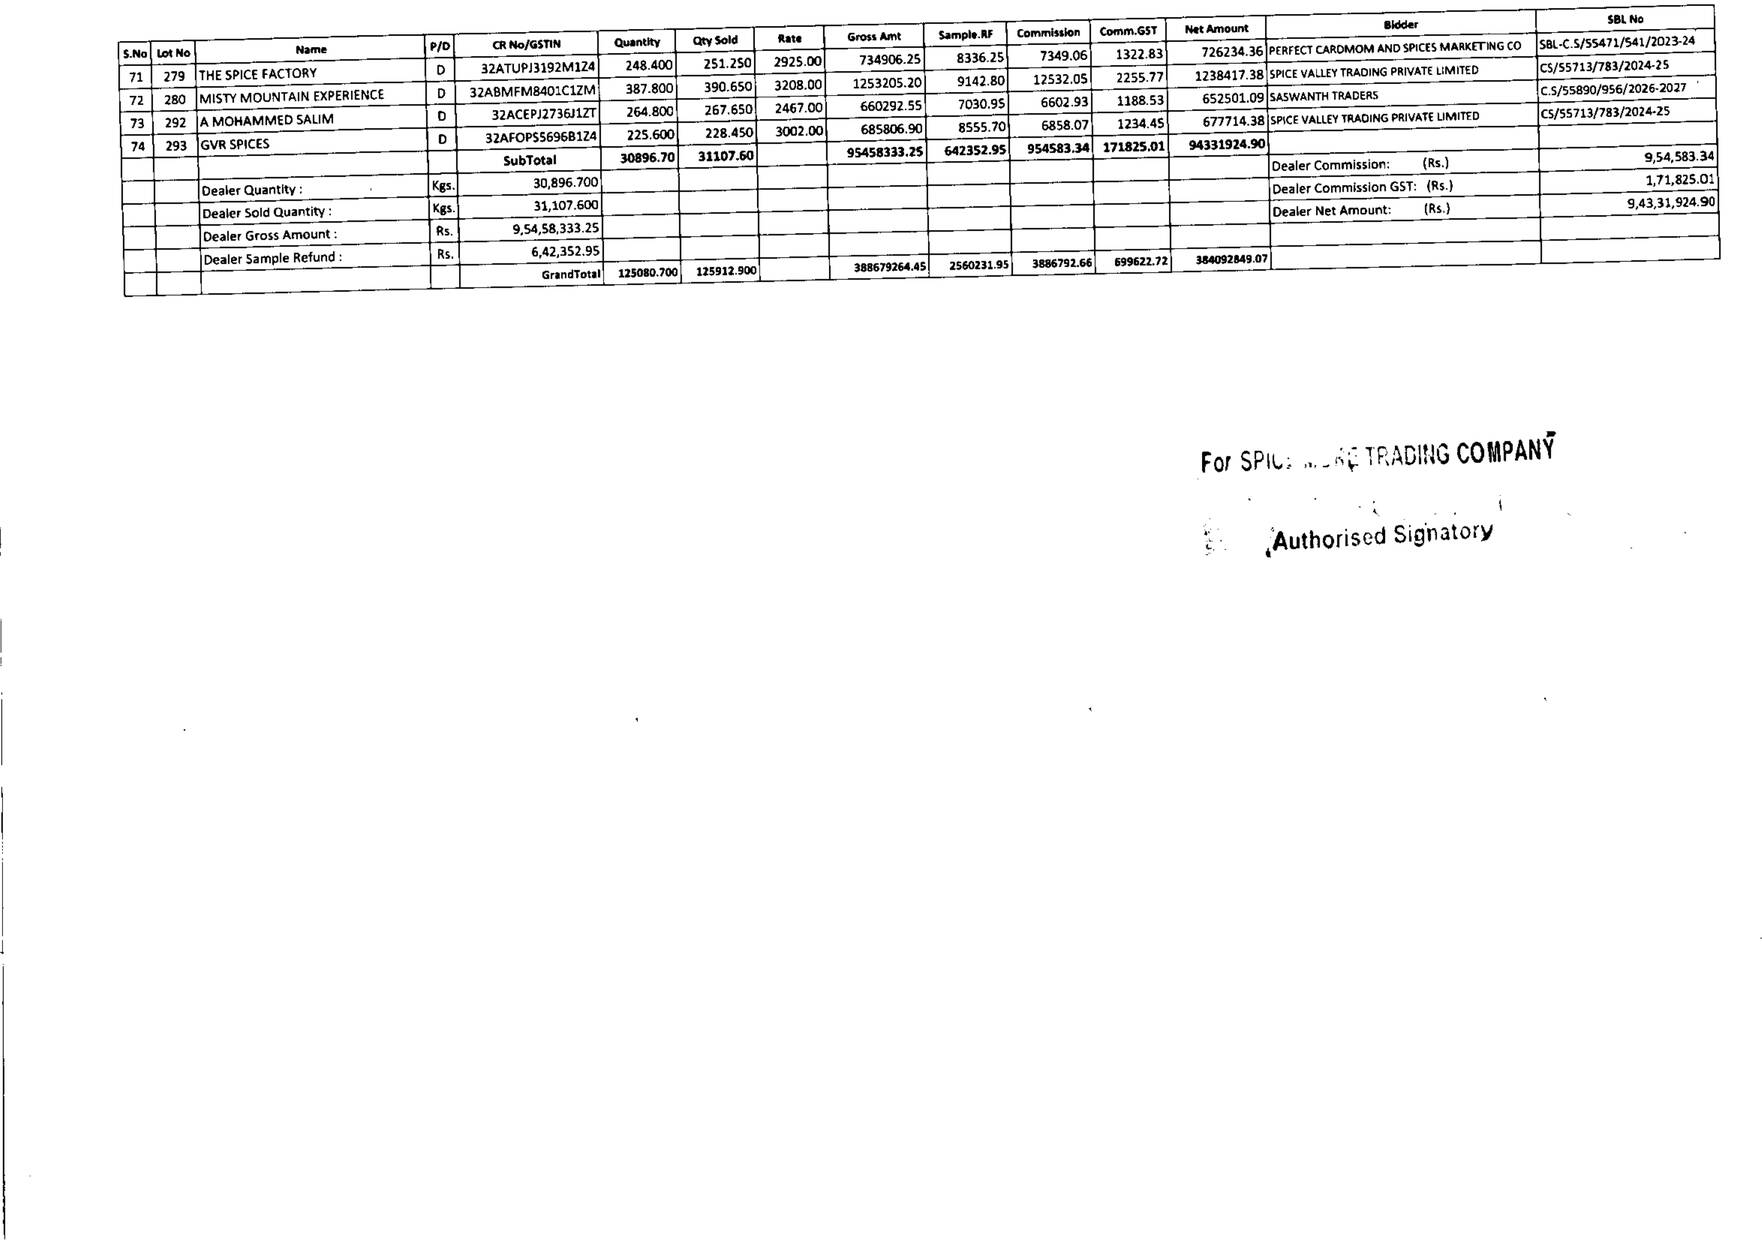 S.No Lot No Name P/D CR No/GSTIN Quantity Qty Sold Rate Gross Amt Sample.RF Commission Comm.GST Net Amount Bidder SBL No
71 279 THE SPICE FACTORY D 32ATUPJ3192M1Z4 248.400 251.250 2925.00 734906.25 8336.25 7349.06 1322.83 726234.36 PERFECT CARDMOM AND SPICES MARKETING CO SBL-C.S/55471/541/2023-24
72 280 MISTY MOUNTAIN EXPERIENCE D 32ABMFM8401C1ZM 387.800 390.650 3208.00 1253205.20 9142.80 12532.05 2255.77 1238417.38 SPICE VALLEY TRADING PRIVATE LIMITED CS/55713/783/2024-25
73 292 A MOHAMMED SALIM D 32ACEPJ2736J1ZT 264.800 267.650 2467.00 660292.55 7030.95 6602.93 1188.53 652501.09 SASWANTH TRADERS C.S/55890/956/2026-2027
74 293 GVR SPICES D 32AFOPS5696B1Z4 225.600 228.450 3002.00 685806.90 8555.70 6858.07 1234.45 677714.38 SPICE VALLEY TRADING PRIVATE LIMITED CS/55713/783/2024-25
SubTotal 30896.70 31107.60 95458333.25 642352.95 954583.34 171825.01 94331924.90
Dealer Quantity : Kgs. 30,896.700 Dealer Commission: (Rs.) 9,54,583.34
Dealer Sold Quantity : Kgs. 31,107.600 Dealer Commission GST: (Rs.) 1,71,825.01
Dealer Gross Amount : Rs. 9,54,58,333.25 Dealer Net Amount: (Rs.) 9,43,31,924.90
Dealer Sample Refund : Rs. 6,42,352.95
GrandTotal 125080.700 125912.900 388679264.45 2560231.95 3886792.66 699622.72 384092849.07
For TRADING COMPANY
Authorised Signatory